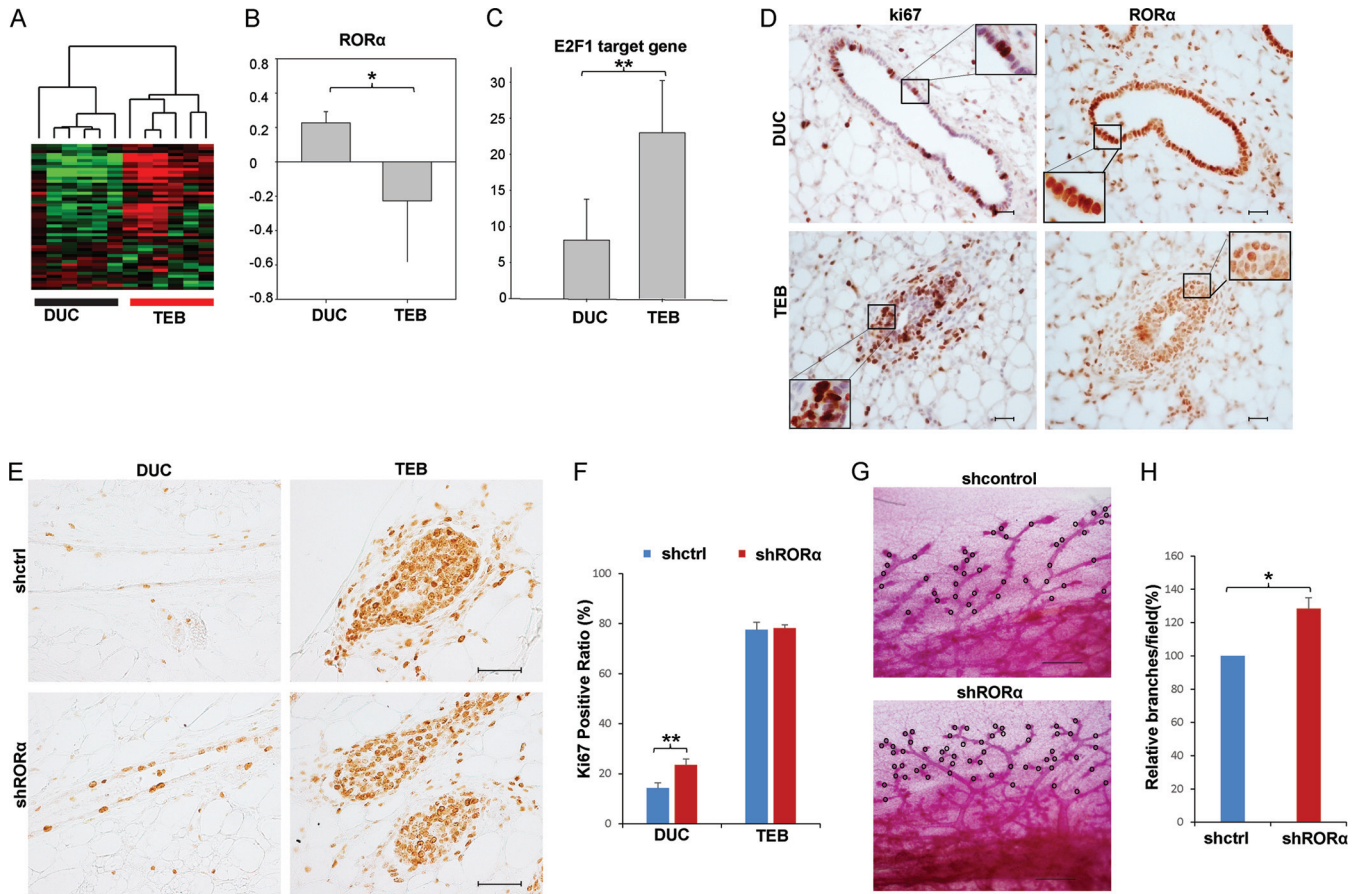 A
DUC
TEB
B
RORα
0.8
0.4
0.2
0
-0.2
-0.4
-0.6
-0.8
*
DUC
TEB
C
E2F1 target gene
30
25
20
15
10
5
0
**
DUC
TEB
D
ki67
RORα
DUC
TEB
E
DUC
TEB
shctrl
shRORα
F
shctrl
shRORα
Ki67 Positive Ratio (%)
100
80
60
40
20
0
**
DUC
TEB
G
shcontrol
shRORα
H
Relative branches/field(%)
160
140
120
100
80
60
40
20
0
*
shctrl
shRORα